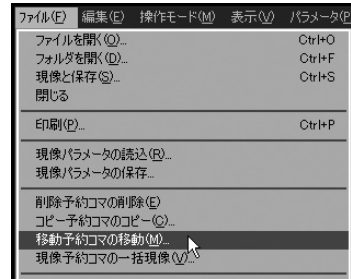 ファイル(F) 編集(E) 操作モード(M) 表示(V) パラメータ(P
ファイルを開く(O)... Ctrl+O
フォルダを開く(D)... Ctrl+F
現像と保存(S)... Ctrl+S
閉じる
印刷(P)... Ctrl+P
現像パラメータの読込(R)...
現像パラメータの保存...
削除予約コマの削除(E)
コピー予約コマのコピー(C)...
移動予約コマの移動(M)...
現像予約コマの一括現像(V)...